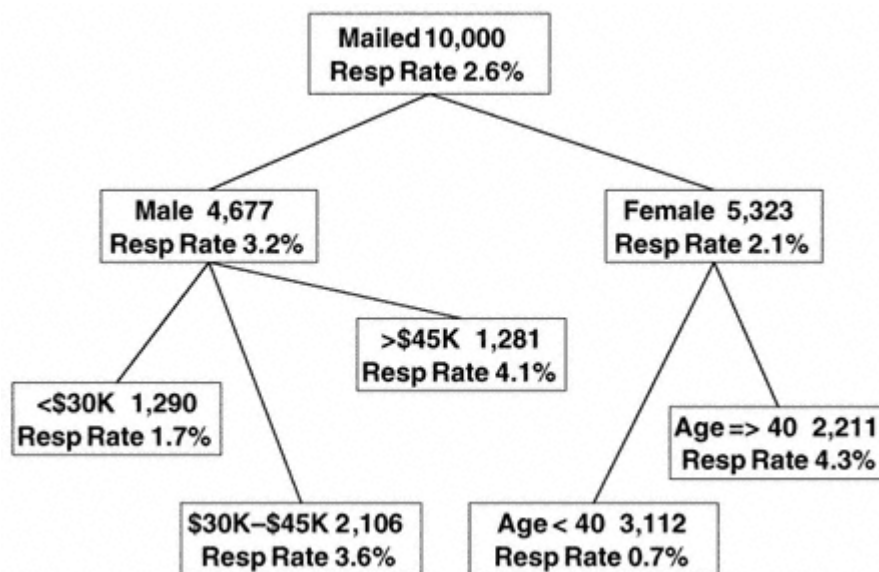 Mailed 10,000
Resp Rate 2.6%
Male 4,677
Resp Rate 3.2%
Female 5,323
Resp Rate 2.1%
>$45K 1,281
Resp Rate 4.1%
<$30K 1,290
Resp Rate 1.7%
Age => 40 2,211
Resp Rate 4.3%
$30K–$45K 2,106
Resp Rate 3.6%
Age < 40 3,112
Resp Rate 0.7%